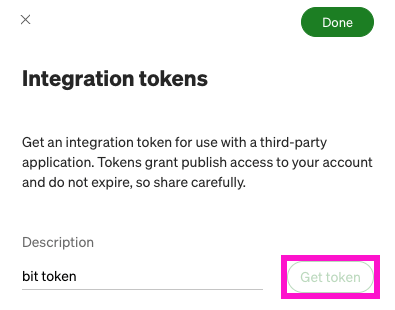 Done
Integration tokens
Get an integration token for use with a third-party
application. Tokens grant publish access to your account
and do not expire, so share carefully.
Description
bit token
Get token